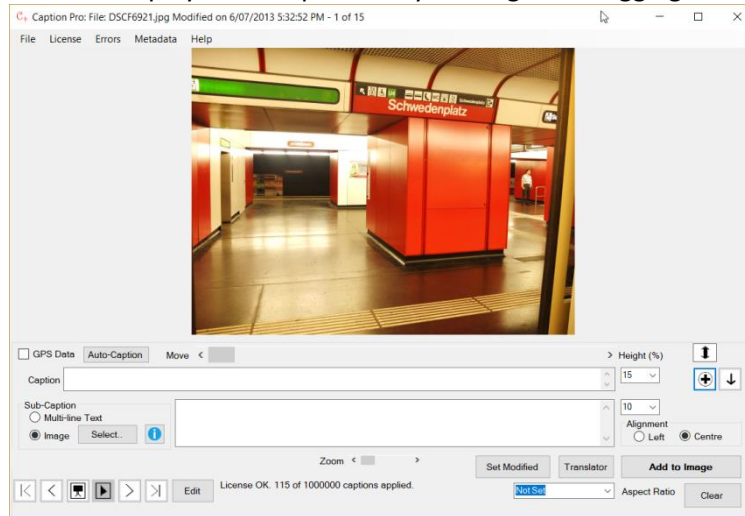 Caption Pro: File: DSCF6921.jpg Modified on 6/07/2013 5:32:52 PM - 1 of 15
File License Errors Metadata Help
Schwedenplatz
GPS Data Auto-Caption Move Height (%)
Caption 15
Sub-Caption 10
Multi-line Text Alignment
Image Select.. Left Centre
Zoom Set Modified Translator Add to Image
Edit License OK. 115 of 1000000 captions applied. Not Set Aspect Ratio Clear